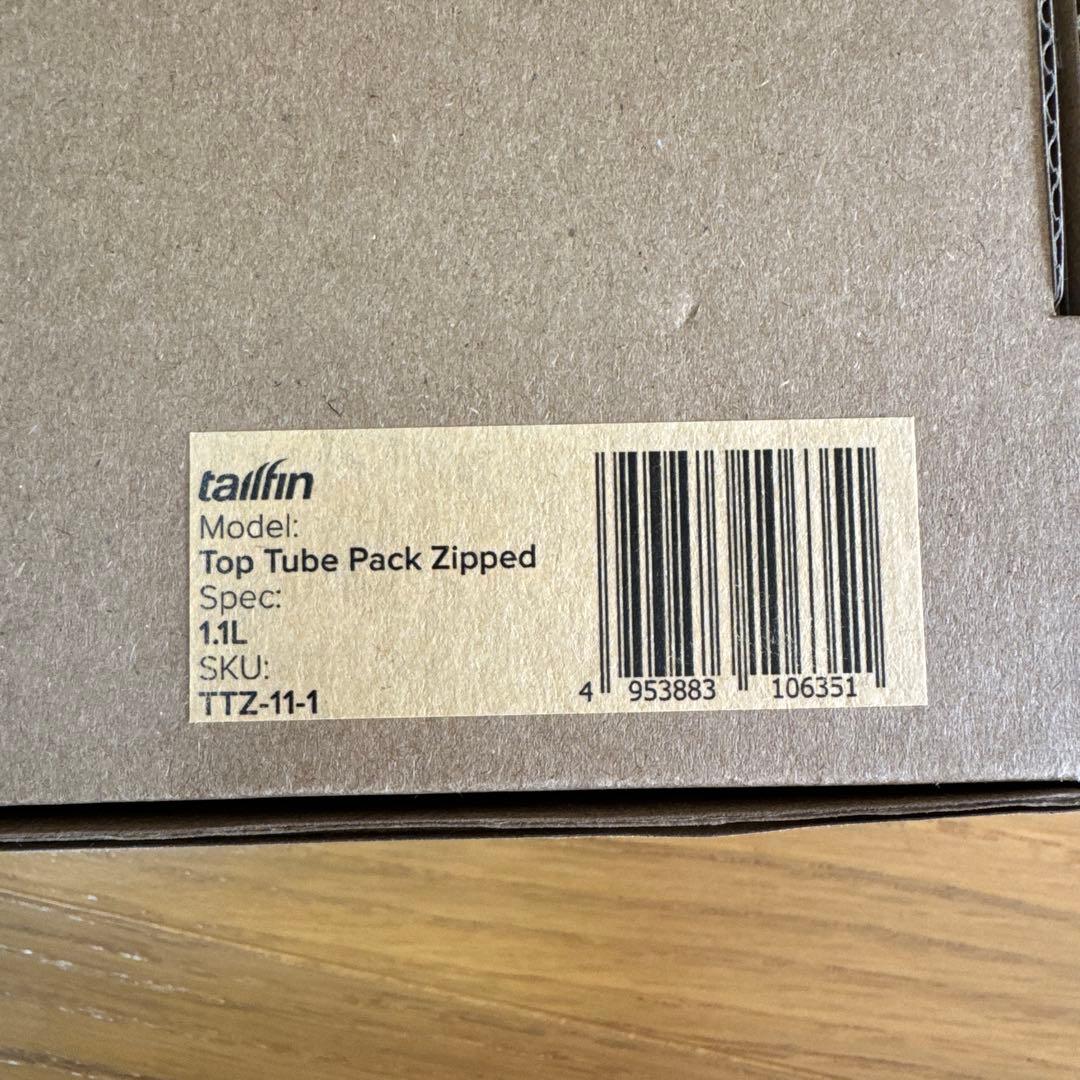 tailfin
Model:
Top Tube Pack Zipped
Spec:
1.1L
SKU:
TTZ-11-1
4 953883 106351